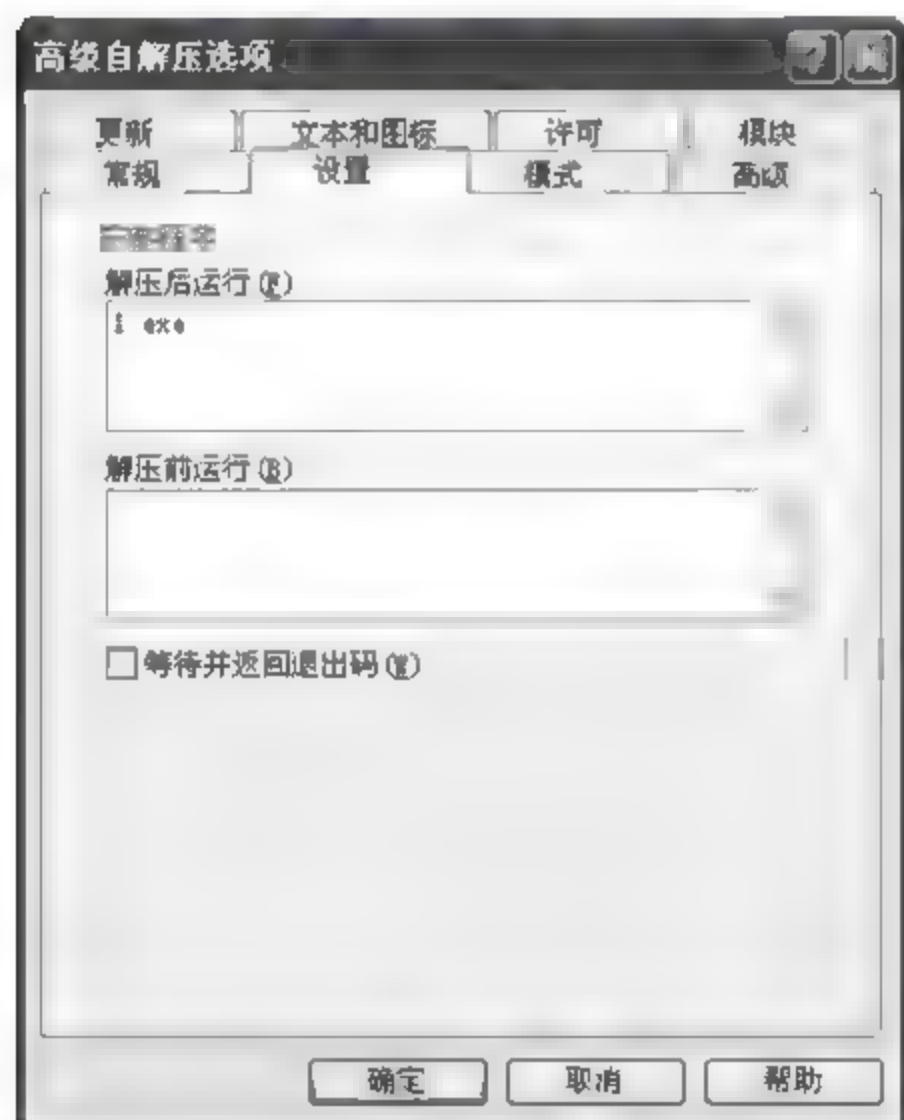 高级自解压选项
更新 文本和图标 许可 模块
常规 设置 模式 高级
解压后运行(F)
exe
解压前运行(B)
等待并返回退出码(W)
确定 取消 帮助